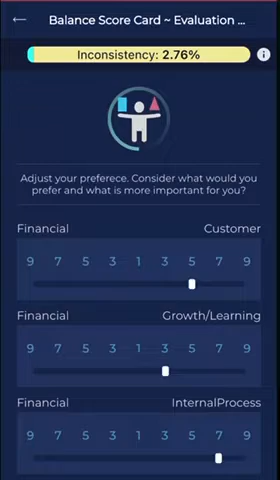 Balance Score Card ~ Evaluation ...
Inconsistency: 2.76%
i
Adjust your preferece. Consider what would you
prefer and what is more important for you?
Financial Customer
9 7 5 3 1 3 5 7 9
Financial Growth/Learning
9 7 5 3 1 3 5 7 9
Financial InternalProcess
9 7 5 3 1 3 5 7 9